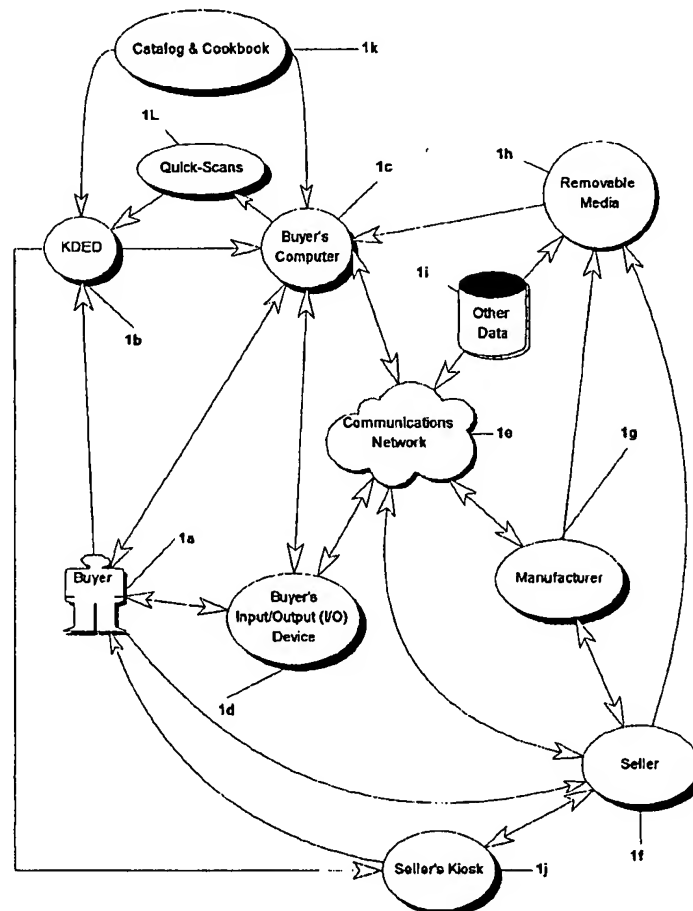 Catalog & Cookbook
1k
1L
Quick-Scans
1c
1h
Removable
Media
KDED
Buyer's
Computer
1i
Other
Data
1b
Communications
Network
1e
1g
1a
Buyer
Manufacturer
Buyer's
Input/Output (I/O)
Device
1d
Seller
1f
Seller's Kiosk
1j